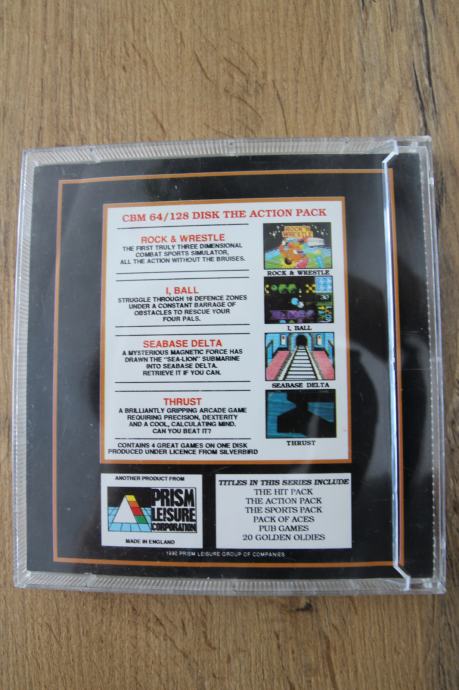 CBM 64/128 DISK THE ACTION PACK
ROCK & WRESTLE
THE FIRST TRULY THREE DIMENSIONAL
COMBAT SPORTS SIMULATOR,
ALL THE ACTION WITHOUT THE BRUISES.
ROCK & WRESTLE
I, BALL
STRUGGLE THROUGH 16 DEFENCE ZONES
UNDER A CONSTANT BARRAGE OF
OBSTACLES TO RESCUE YOUR
FOUR PALS.
I, BALL
SEABASE DELTA
A MYSTERIOUS MAGNETIC FORCE HAS
DRAWN THE "SEA-LION" SUBMARINE
INTO SEABASE DELTA.
RETRIEVE IT IF YOU CAN.
SEABASE DELTA
THRUST
A BRILLIANTLY GRIPPING ARCADE GAME
REQUIRING PRECISION, DEXTERITY
AND A COOL, CALCULATING MIND.
CAN YOU BEAT IT?
THRUST
CONTAINS 4 GREAT GAMES ON ONE DISK
PRODUCED UNDER LICENCE FROM SILVERBIRD
ANOTHER PRODUCT FROM
PRISM
LEISURE
CORPORATION
MADE IN ENGLAND
TITLES IN THIS SERIES INCLUDE
THE HIT PACK
THE ACTION PACK
THE SPORTS PACK
PACK OF ACES
PUB GAMES
20 GOLDEN OLDIES
1992 PRISM LEISURE GROUP OF COMPANIES